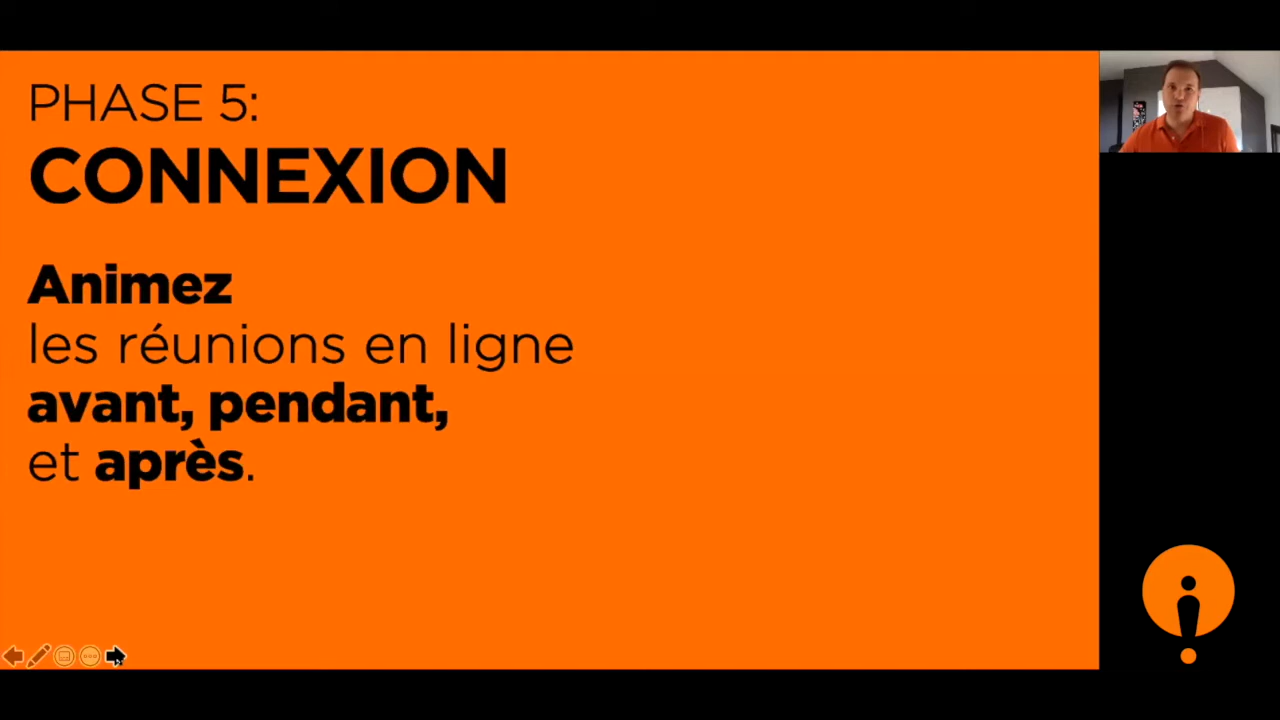 PHASE 5:
CONNEXION
Animez
les réunions en ligne
avant, pendant,
et après.